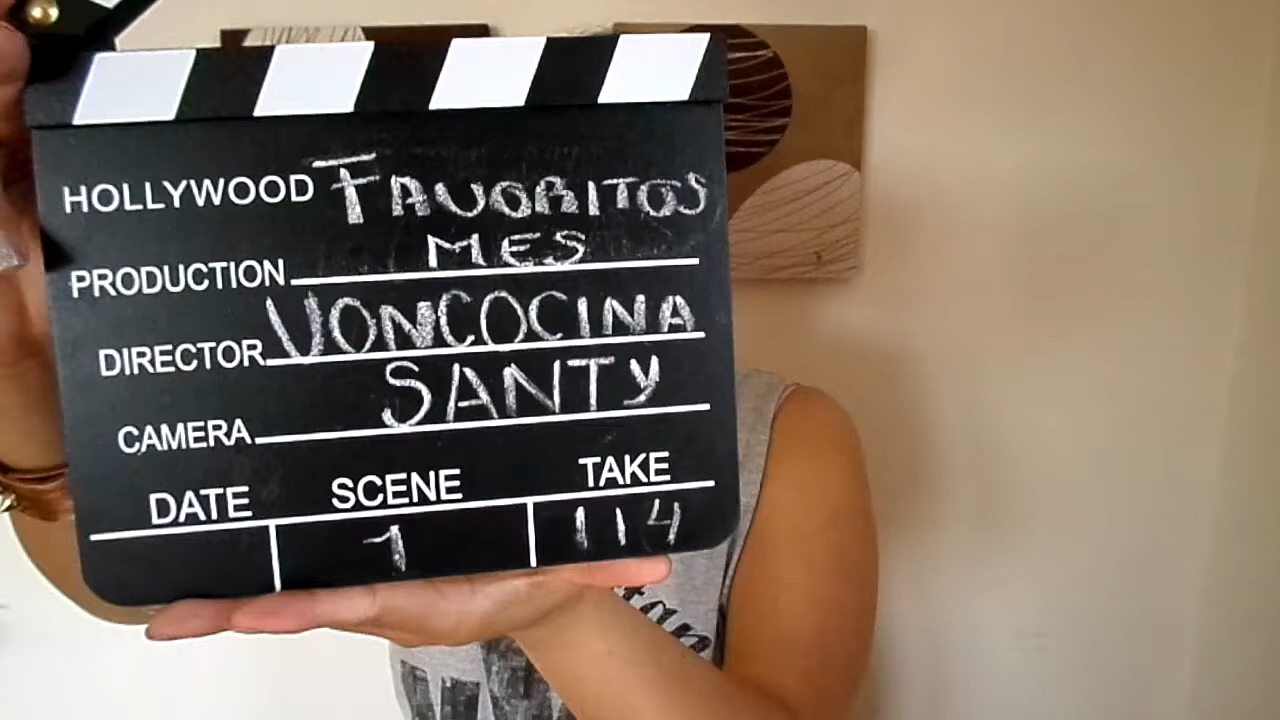 HOLLYWOOD FAVORITOS
MES
PRODUCTION
DIRECTOR VONCOCINA
SANTY
CAMERA
DATE SCENE TAKE
1 114